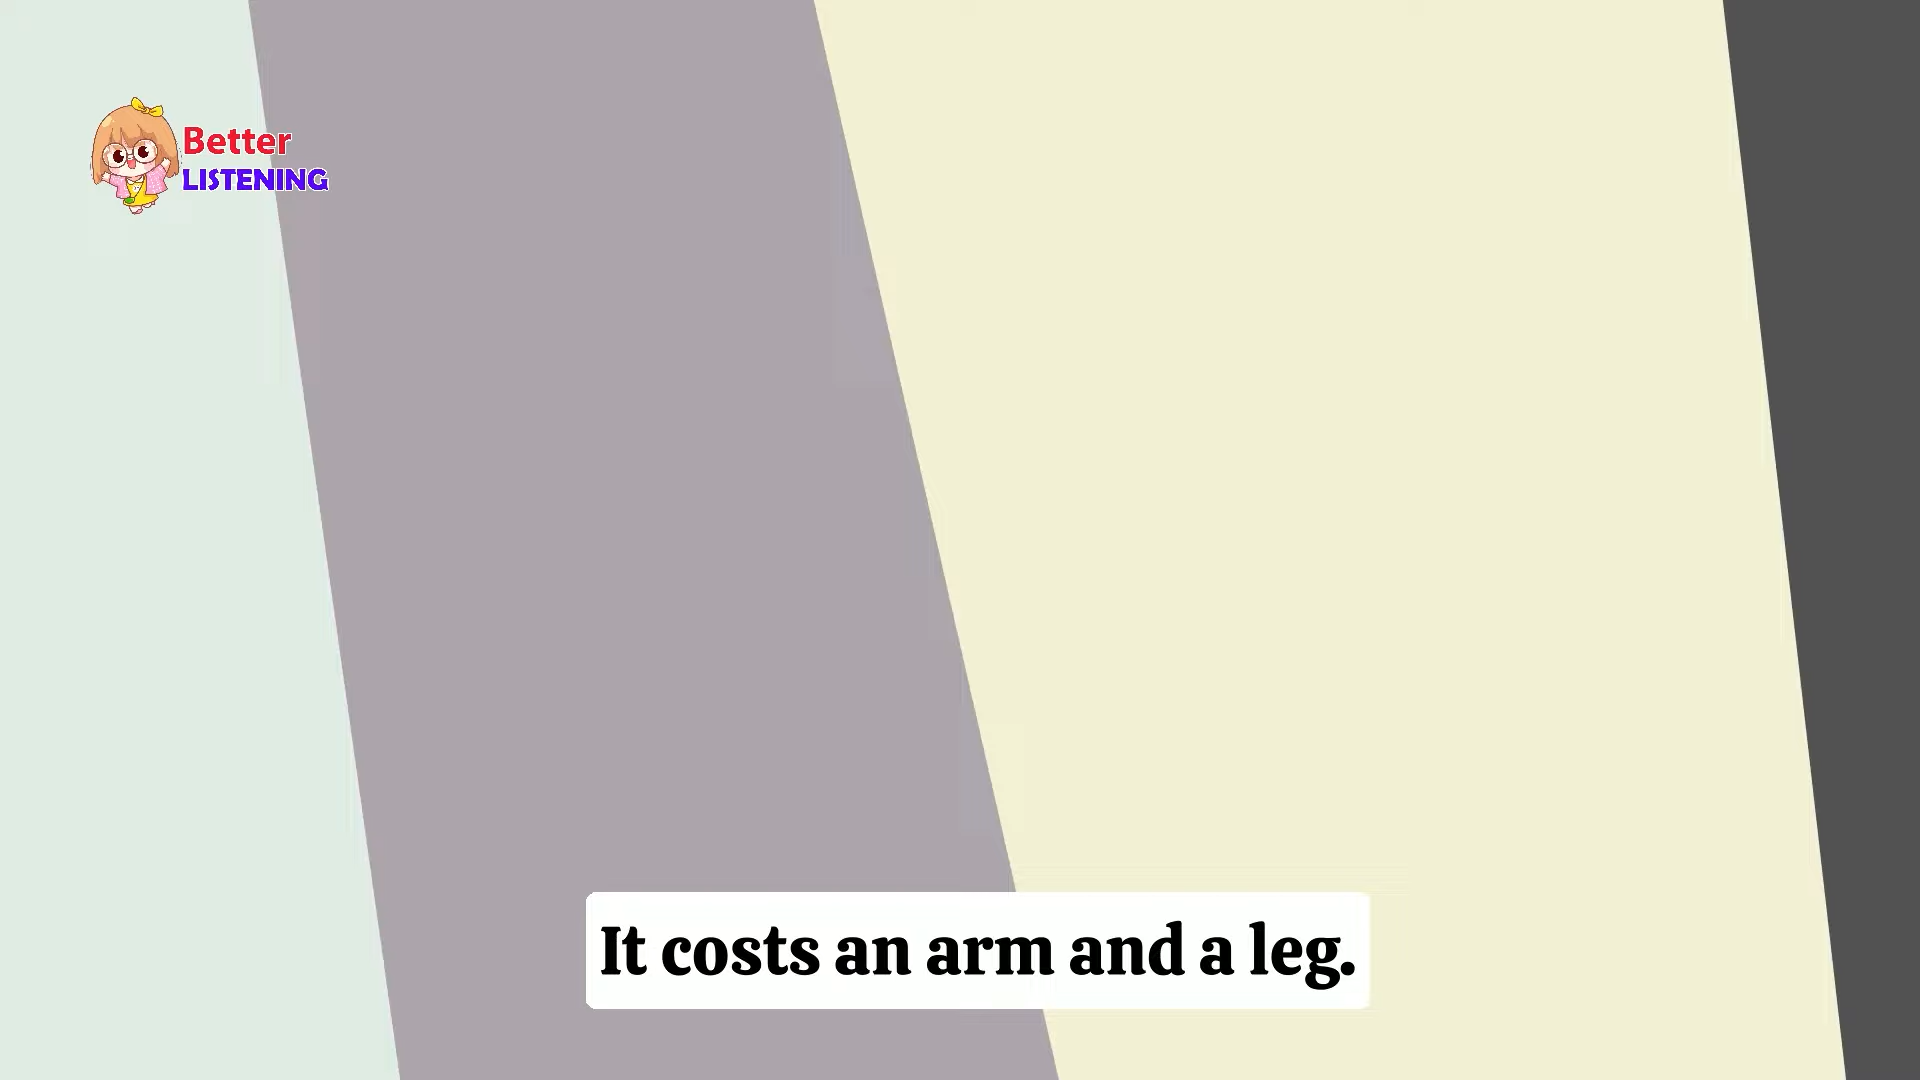 Better
LISTENING
It costs an arm and a leg.